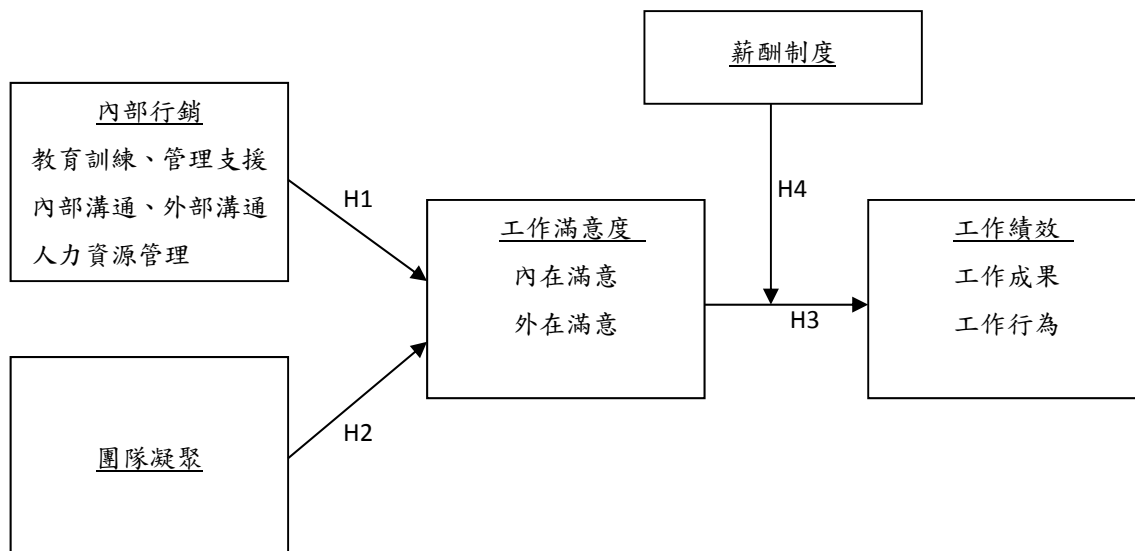 薪酬制度
內部行銷
教育訓練、管理支援
內部溝通、外部溝通
人力資源管理
H1
H4
工作滿意度
內在滿意
外在滿意
H3
工作績效
工作成果
工作行為
H2
團隊凝聚